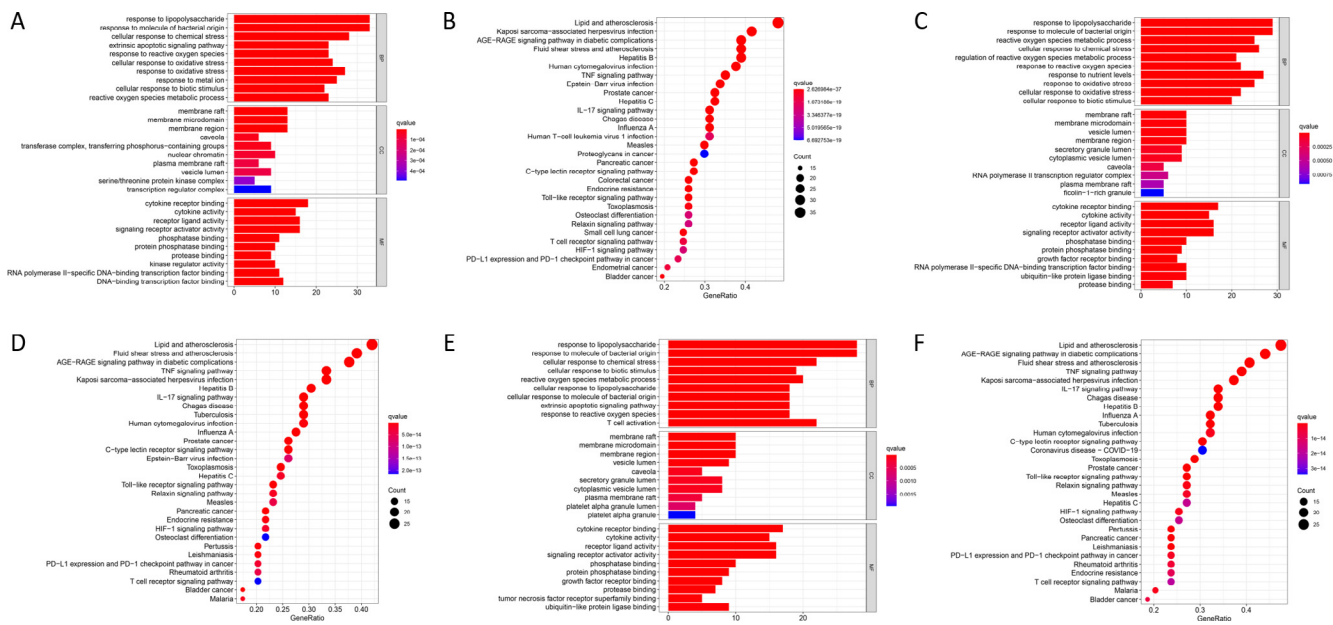 A
response to lipopolysaccharide
response to molecule of bacterial origin
cellular response to chemical stress
extrinsic apoptotic signaling pathway
response to reactive oxygen species
cellular response to oxidative stress
response to oxidative stress
response to metal ion
cellular response to biotic stimulus
reactive oxygen species metabolic process
BP
membrane raft
membrane microdomain
membrane region
caveola
transferase complex, transferring phosphorus-containing groups
nuclear chromatin
plasma membrane raft
vesicle lumen
serine/threonine protein kinase complex
transcription regulator complex
CC
cytokine receptor binding
cytokine activity
receptor ligand activity
signaling receptor activator activity
phosphatase binding
protein phosphatase binding
protease binding
kinase regulator activity
RNA polymerase II-specific DNA-binding transcription factor binding
DNA-binding transcription factor binding
MF
0 10 20 30
qvalue
1e-04
2e-04
3e-04
4e-04
B
Lipid and atherosclerosis
Kaposi sarcoma-associated herpesvirus infection
AGE-RAGE signaling pathway in diabetic complications
Fluid shear stress and atherosclerosis
Hepatitis B
Human cytomegalovirus infection
TNF signaling pathway
Epstein-Barr virus infection
Prostate cancer
Hepatitis C
IL-17 signaling pathway
Chagas disease
Influenza A
Human T-cell leukemia virus 1 infection
Measles
Proteoglycans in cancer
Pancreatic cancer
C-type lectin receptor signaling pathway
Colorectal cancer
Endocrine resistance
Toll-like receptor signaling pathway
Toxoplasmosis
Osteoclast differentiation
Relaxin signaling pathway
Small cell lung cancer
T cell receptor signaling pathway
HIF-1 signaling pathway
PD-L1 expression and PD-1 checkpoint pathway in cancer
Endometrial cancer
Bladder cancer
0.2 0.3 0.4
GeneRatio
qvalue
2.626984e-37
1.673188e-19
3.346377e-19
5.019565e-19
6.692753e-19
Count
15
20
25
30
35
C
response to lipopolysaccharide
response to molecule of bacterial origin
reactive oxygen species metabolic process
cellular response to chemical stress
regulation of reactive oxygen species metabolic process
response to reactive oxygen species
response to nutrient levels
response to oxidative stress
cellular response to oxidative stress
cellular response to biotic stimulus
BP
membrane raft
membrane microdomain
vesicle lumen
membrane region
secretory granule lumen
cytoplasmic vesicle lumen
caveola
RNA polymerase II transcription regulator complex
plasma membrane raft
ficolin-1-rich granule
CC
cytokine receptor binding
cytokine activity
receptor ligand activity
signaling receptor activator activity
phosphatase binding
protein phosphatase binding
growth factor receptor binding
RNA polymerase II-specific DNA-binding transcription factor binding
ubiquitin-like protein ligand binding
protease binding
MF
0 10 20 30
qvalue
0.00025
0.00050
0.00075
D
Lipid and atherosclerosis
Fluid shear stress and atherosclerosis
AGE-RAGE signaling pathway in diabetic complications
TNF signaling pathway
Kaposi sarcoma-associated herpesvirus infection
Hepatitis B
IL-17 signaling pathway
Chagas disease
Tuberculosis
Human cytomegalovirus infection
Influenza A
Prostate cancer
C-type lectin receptor signaling pathway
Epstein-Barr virus infection
Toxoplasmosis
Hepatitis C
Toll-like receptor signaling pathway
Relaxin signaling pathway
Measles
Pancreatic cancer
Endocrine resistance
HIF-1 signaling pathway
Osteoclast differentiation
Pertussis
Leishmaniasis
PD-L1 expression and PD-1 checkpoint pathway in cancer
Rheumatoid arthritis
T cell receptor signaling pathway
Bladder cancer
Malaria
0.20 0.25 0.30 0.35 0.40
GeneRatio
qvalue
5.0e-14
1.0e-13
1.5e-13
2.0e-13
Count
15
20
25
E
response to lipopolysaccharide
response to molecule of bacterial origin
cellular response to chemical stress
cellular response to biotic stimulus
reactive oxygen species metabolic process
cellular response to lipopolysaccharide
cellular response to molecule of bacterial origin
extrinsic apoptotic signaling pathway
response to reactive oxygen species
T cell activation
BP
membrane raft
membrane microdomain
membrane region
vesicle lumen
caveola
secretory granule lumen
cytoplasmic vesicle lumen
plasma membrane raft
platelet alpha granule lumen
platelet alpha granule
CC
cytokine receptor binding
cytokine activity
receptor ligand activity
signaling receptor activator activity
phosphatase binding
protein phosphatase binding
growth factor receptor binding
protease binding
tumor necrosis factor receptor superfamily binding
ubiquitin-like protein ligand binding
MF
0 10 20
qvalue
0.0005
0.0010
0.0015
F
Lipid and atherosclerosis
AGE-RAGE signaling pathway in diabetic complications
Fluid shear stress and atherosclerosis
TNF signaling pathway
Kaposi sarcoma-associated herpesvirus infection
IL-17 signaling pathway
Chagas disease
Hepatitis B
Influenza A
Tuberculosis
Human cytomegalovirus infection
C-type lectin receptor signaling pathway
Coronavirus disease - COVID-19
Toxoplasmosis
Prostate cancer
Toll-like receptor signaling pathway
Relaxin signaling pathway
Measles
Hepatitis C
HIF-1 signaling pathway
Osteoclast differentiation
Pertussis
Pancreatic cancer
Leishmaniasis
PD-L1 expression and PD-1 checkpoint pathway in cancer
Rheumatoid arthritis
Endocrine resistance
T cell receptor signaling pathway
Malaria
Bladder cancer
0.2 0.3 0.4
GeneRatio
qvalue
1e-14
2e-14
3e-14
Count
15
20
25